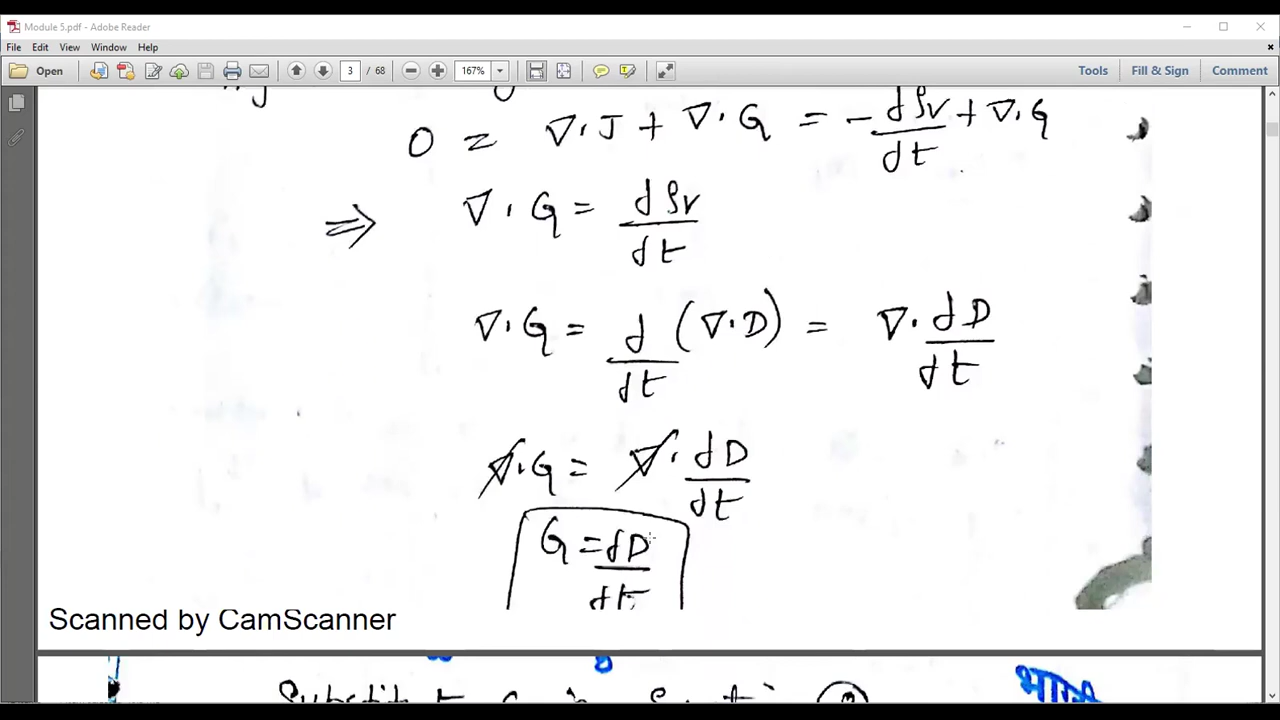 Module 5.pdf - Adobe Reader
File Edit View Window Help
Open 3 / 68 167% Tools Fill & Sign Comment
0 = ∇·J + ∇·G = -dρv/dt + ∇·G
⇒ ∇·G = dρv/dt
∇·G = d/dt (∇·D) = ∇·dD/dt
∇·G = ∇·dD/dt
G = dD/dt
Scanned by CamScanner